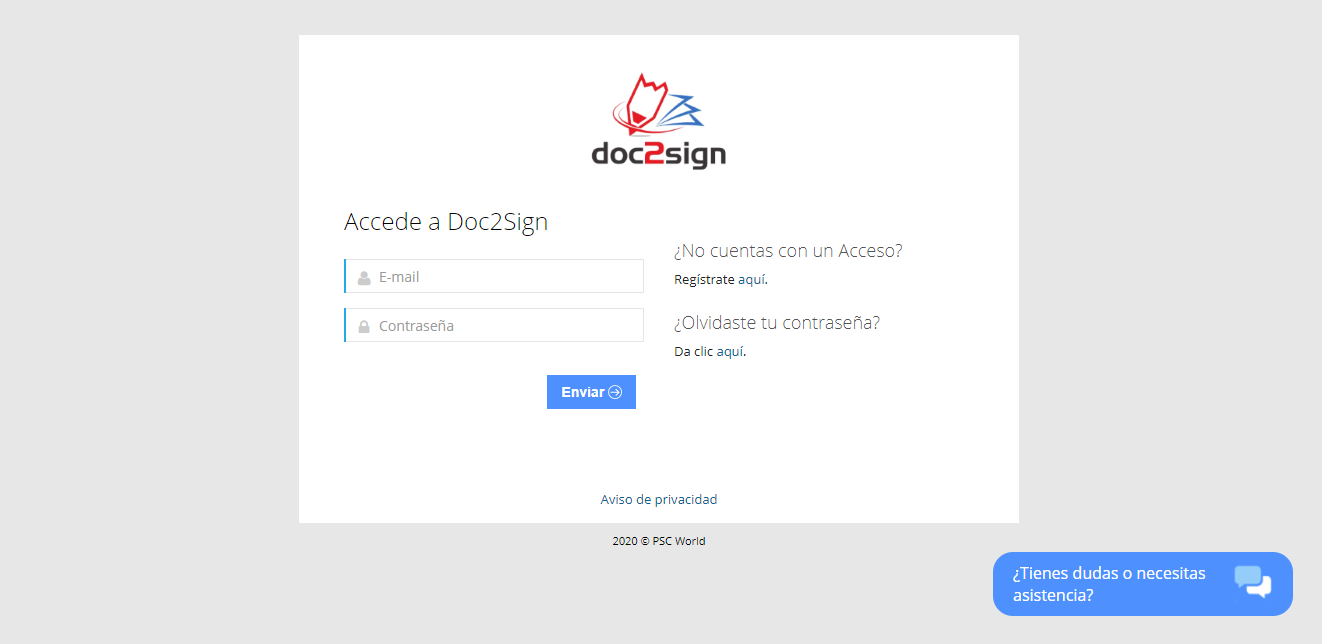 doc2sign
Accede a Doc2Sign
E-mail
Contraseña
Enviar
¿No cuentas con un Acceso?
Regístrate aquí.
¿Olvidaste tu contraseña?
Da clic aquí.
Aviso de privacidad
2020 © PSC World
¿Tienes dudas o necesitas
asistencia?